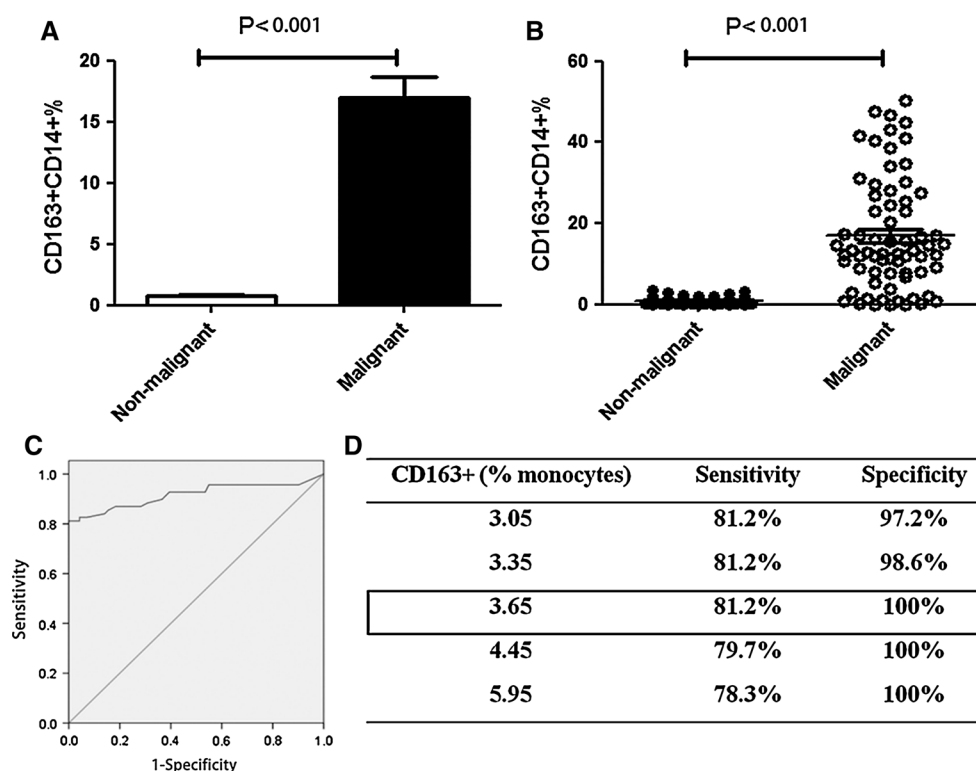 A
P< 0.001
CD163+CD14+%
20
15
10
5
0
Non-malignant
Malignant
B
P< 0.001
CD163+CD14+%
60
40
20
0
Non-malignant
Malignant
C
Sensitivity
1.0
0.8
0.6
0.4
0.2
0.0
0.0 0.2 0.4 0.6 0.8 1.0
1-Specificity
D
CD163+ (% monocytes) Sensitivity Specificity
3.05 81.2% 97.2%
3.35 81.2% 98.6%
3.65 81.2% 100%
4.45 79.7% 100%
5.95 78.3% 100%